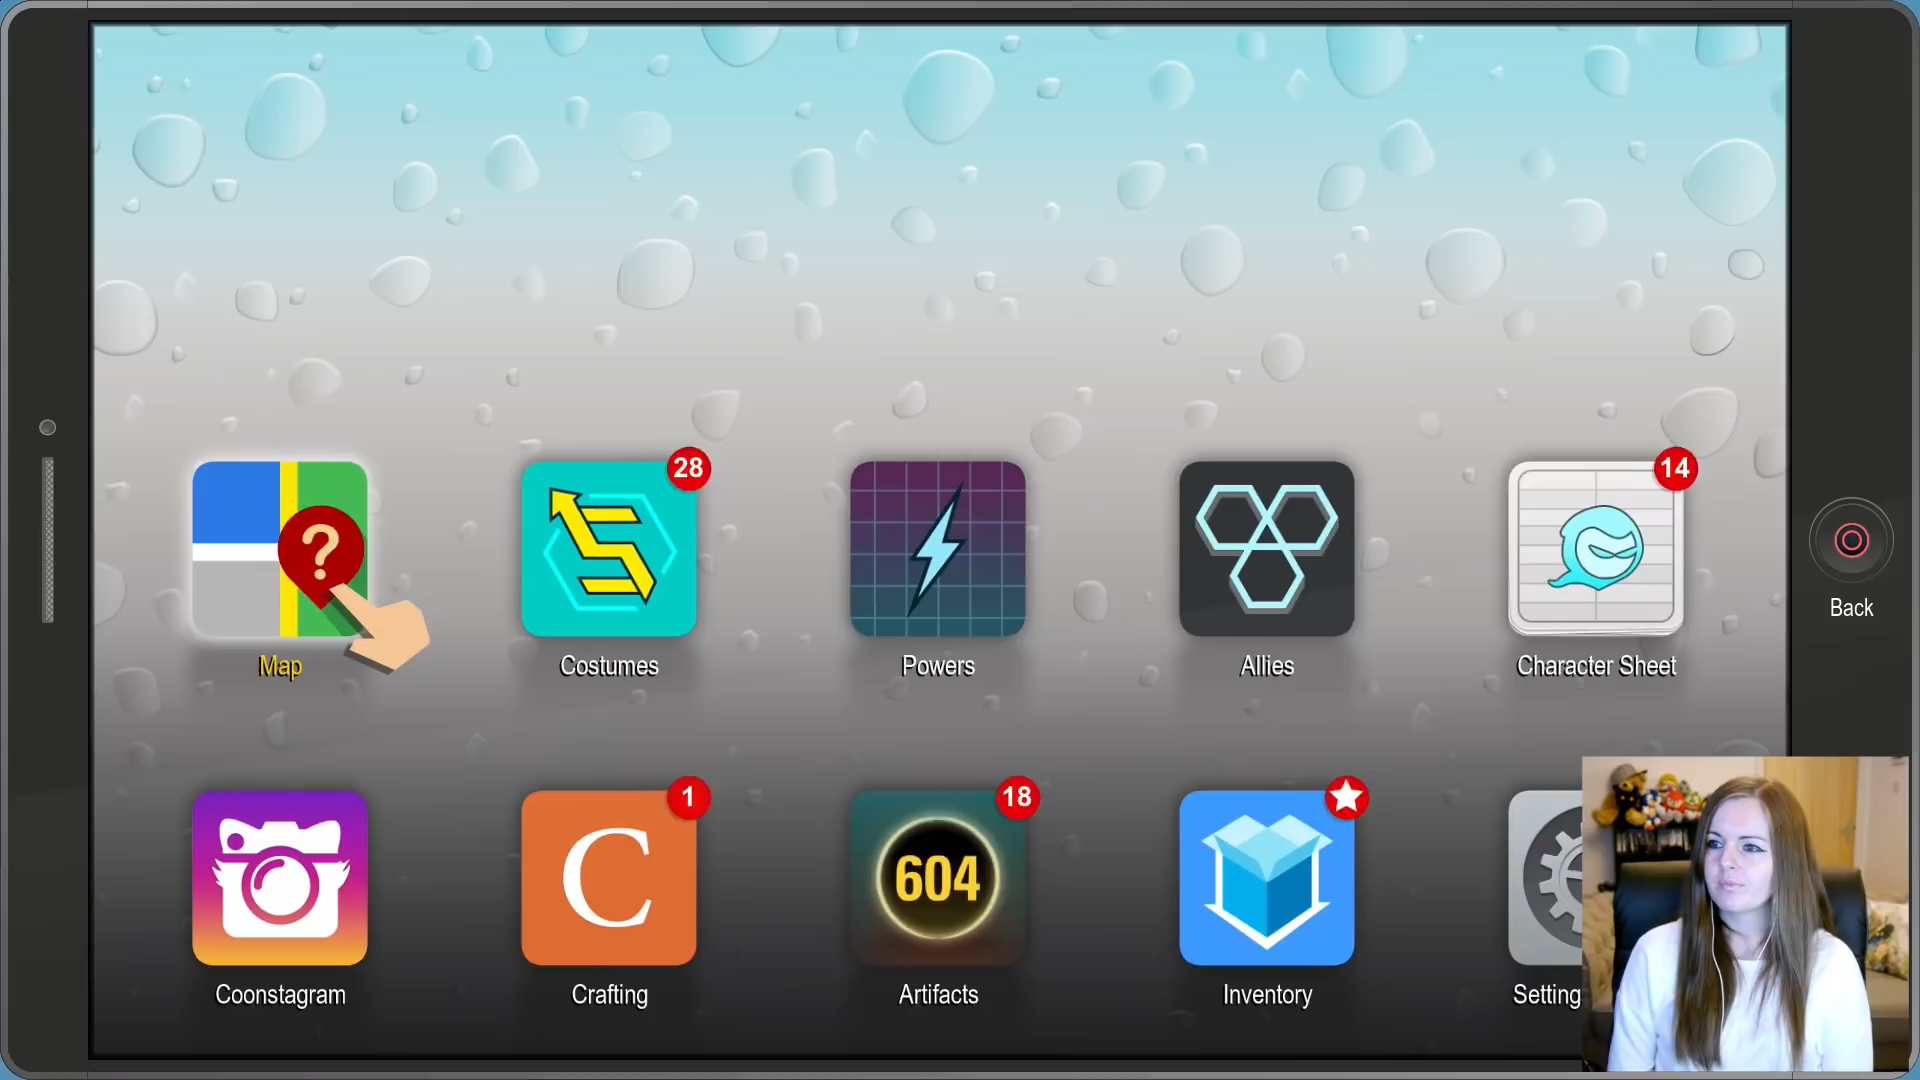 28
14
?
Map
Costumes
Powers
Allies
Character Sheet
Back
1
18
C
604
Coonstagram
Crafting
Artifacts
Inventory
Setting